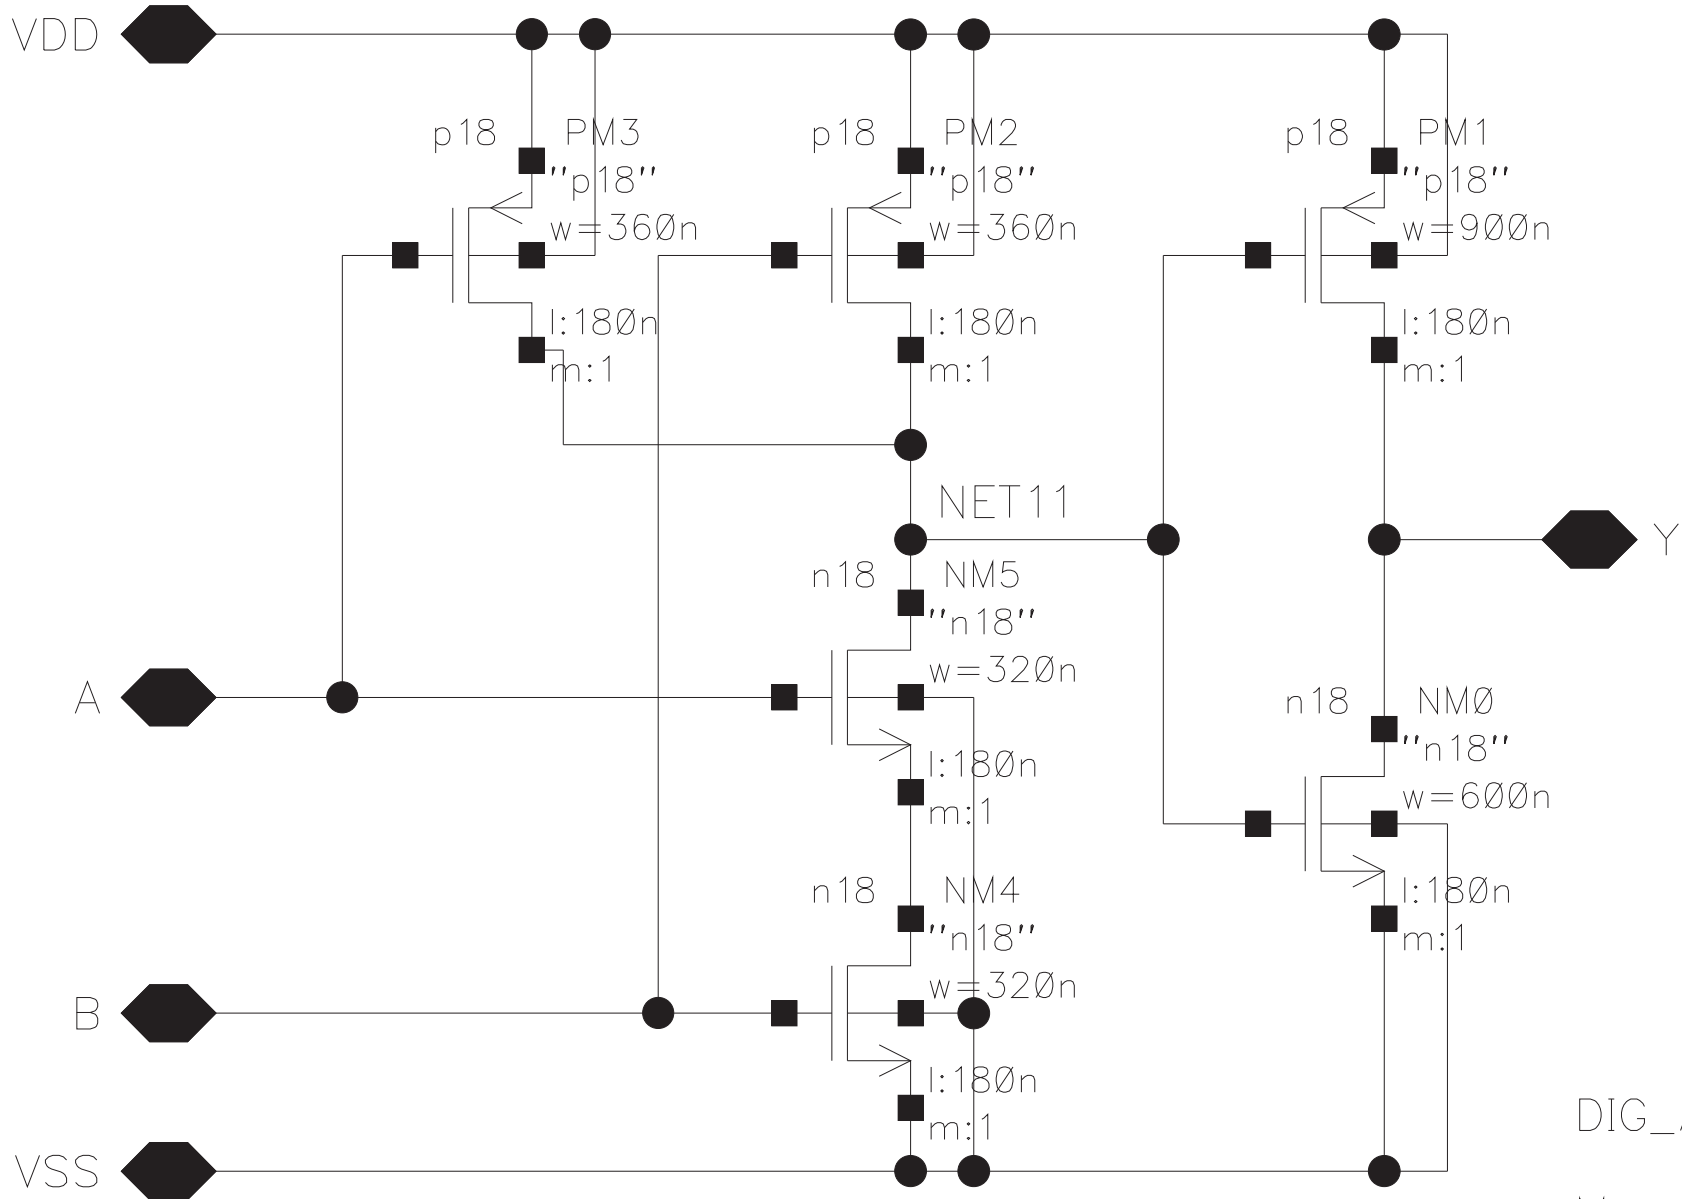 VDD
p18 PM3
"p18"
w=360n
l:180n
m:1
p18 PM2
"p18"
w=360n
l:180n
m:1
p18 PM1
"p18"
w=900n
l:180n
m:1
NET11
Y
n18 NM5
"n18"
w=320n
l:180n
m:1
A
n18 NM0
"n18"
w=600n
l:180n
m:1
n18 NM4
"n18"
w=320n
l:180n
m:1
B
VSS
DIG_